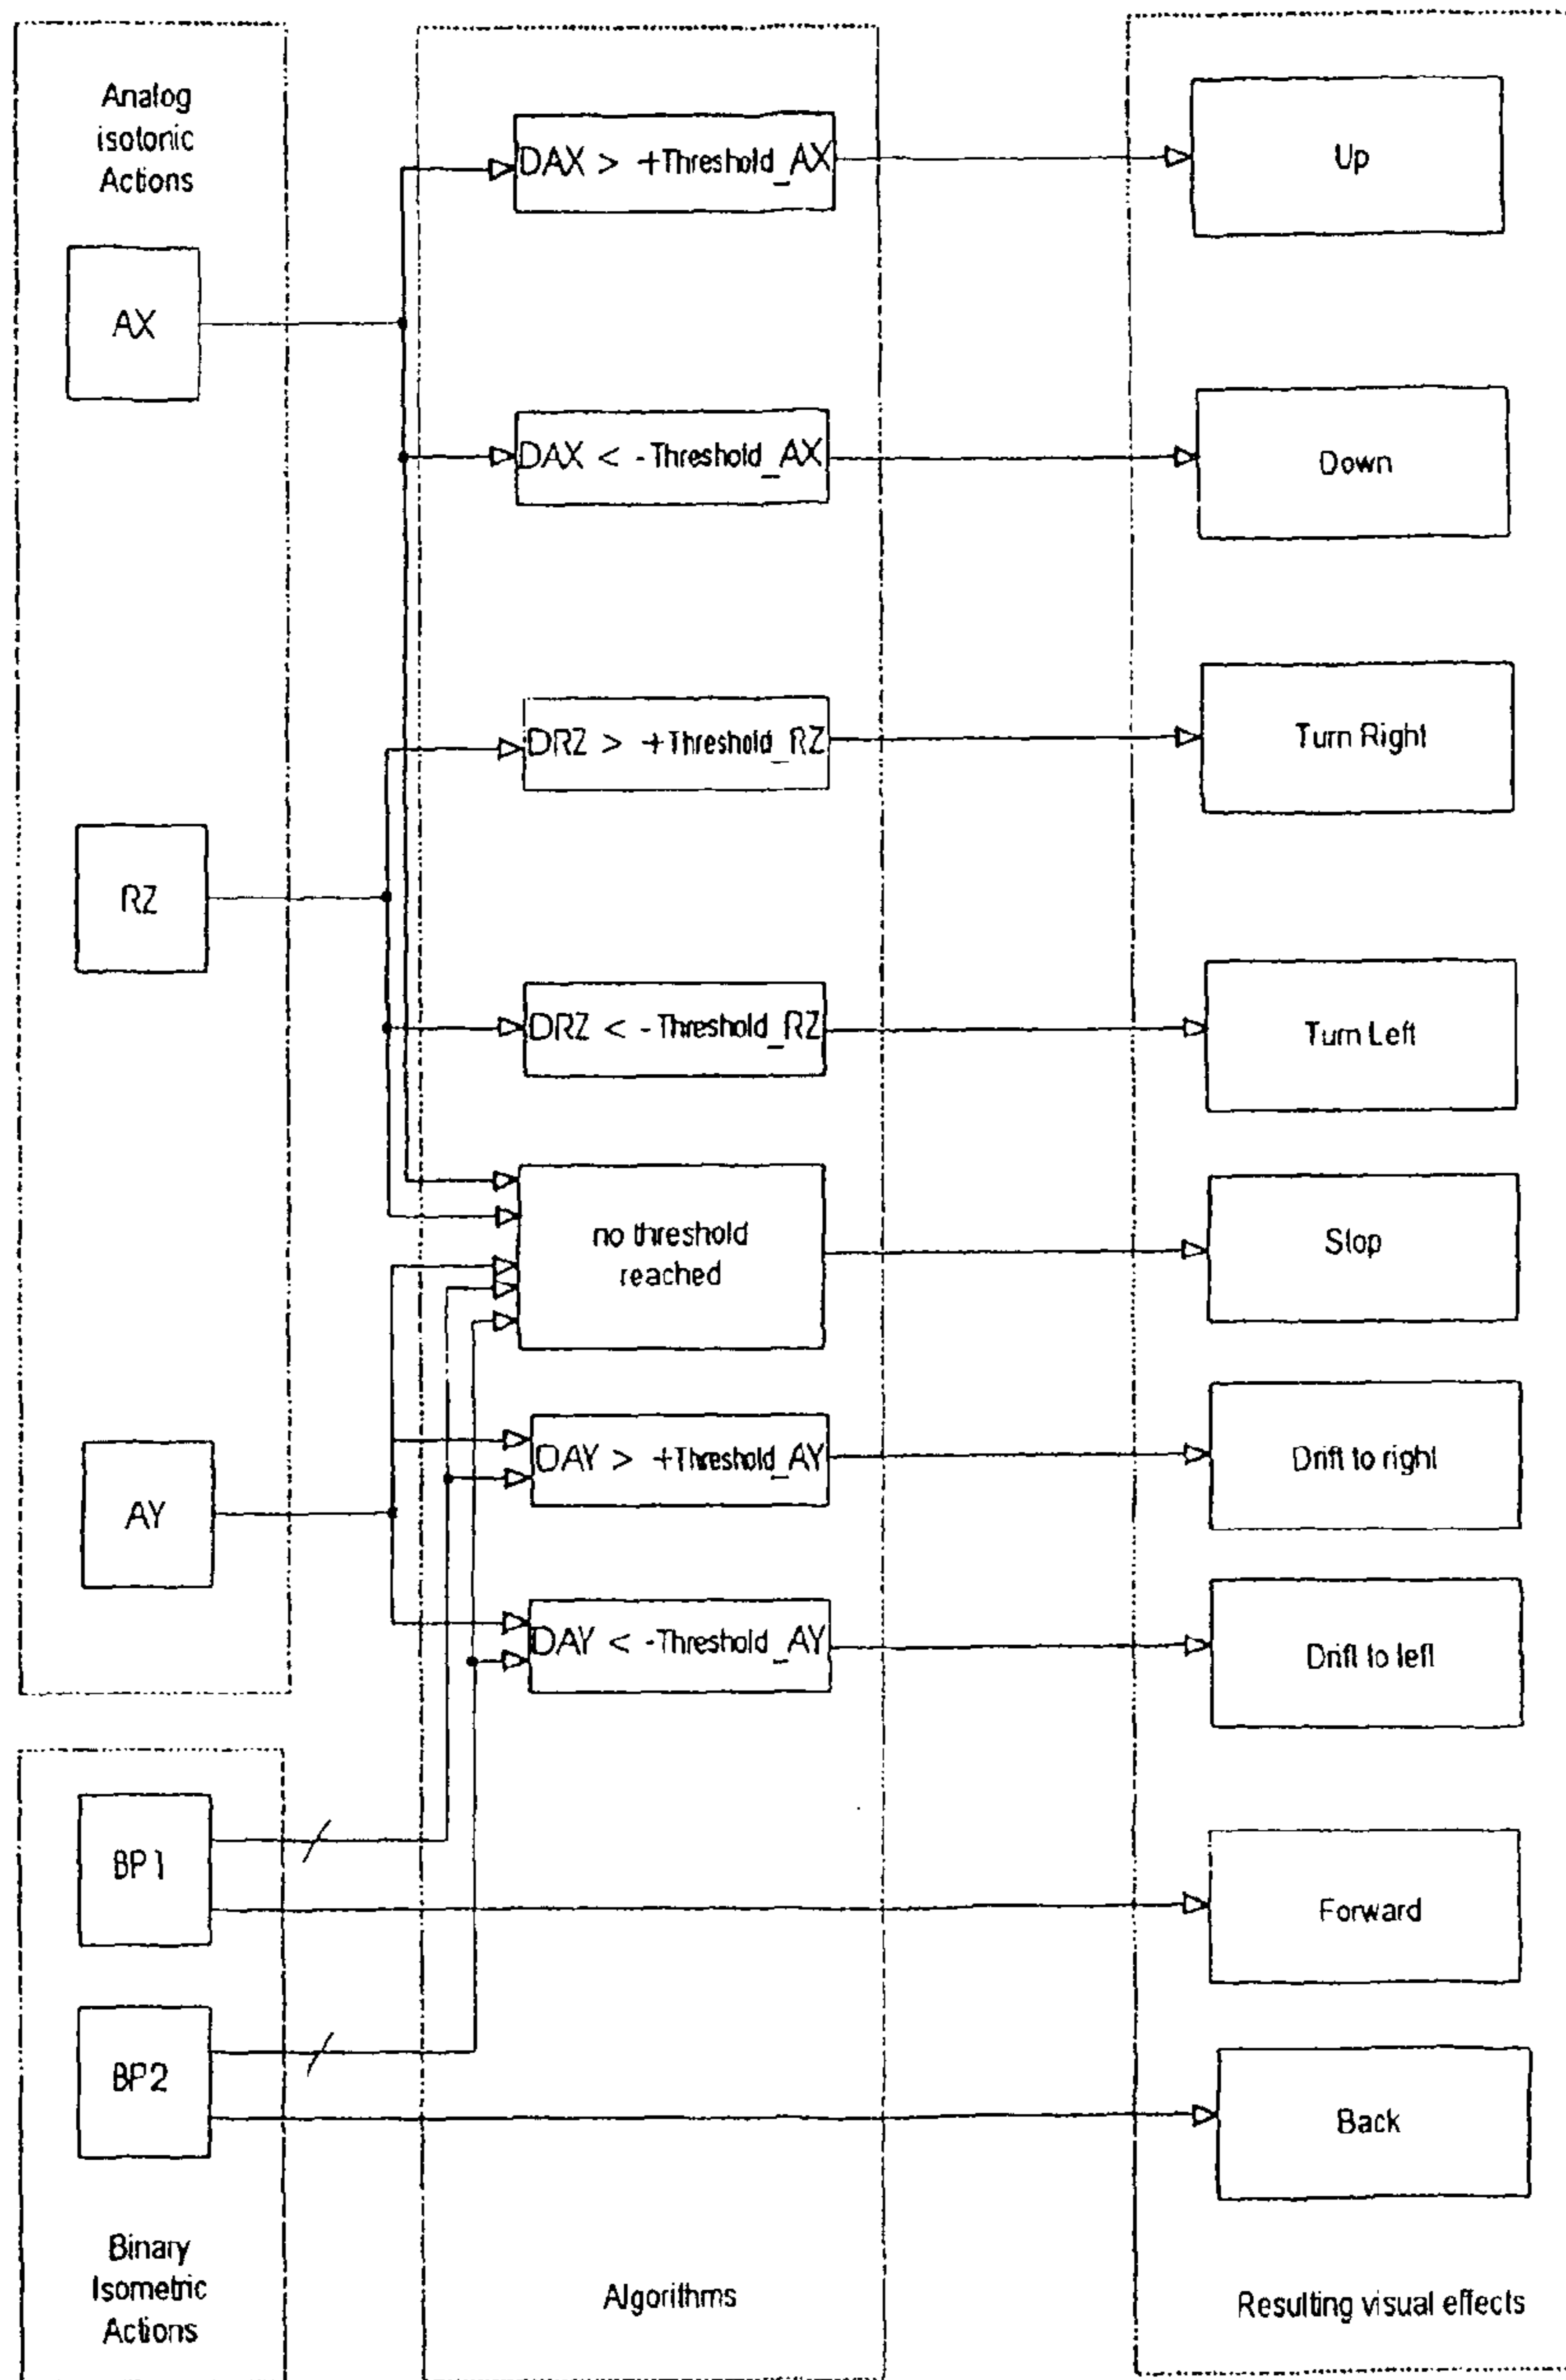 Analog
isotonic
Actions
AX
RZ
AY
BP1
BP2
Binary
Isometric
Actions
DAX > +Threshold_AX
DAX < -Threshold_AX
DRZ > +Threshold_RZ
DRZ < -Threshold_RZ
no threshold
reached
DAY > +Threshold_AY
DAY < -Threshold_AY
Algorithms
Up
Down
Turn Right
Turn Left
Stop
Drift to right
Drift to left
Forward
Back
Resulting visual effects